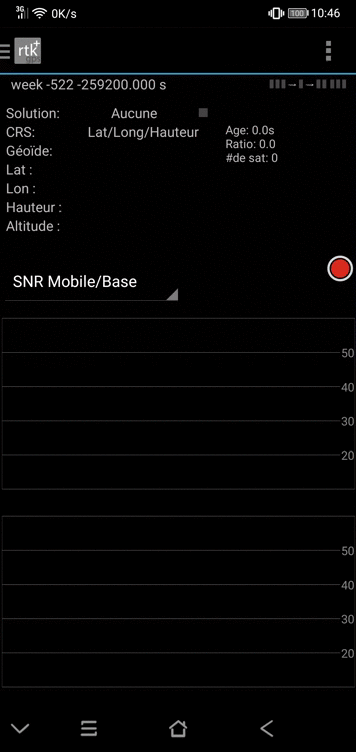 3G 0K/s 100 10:46
rtk+
gps
week -522 -259200.000 s
Solution: Aucune
CRS: Lat/Long/Hauteur
Géoïde:
Lat :
Lon :
Hauteur :
Altitude :
Age: 0.0s
Ratio: 0.0
#de sat: 0
SNR Mobile/Base
50
40
30
20
50
40
30
20